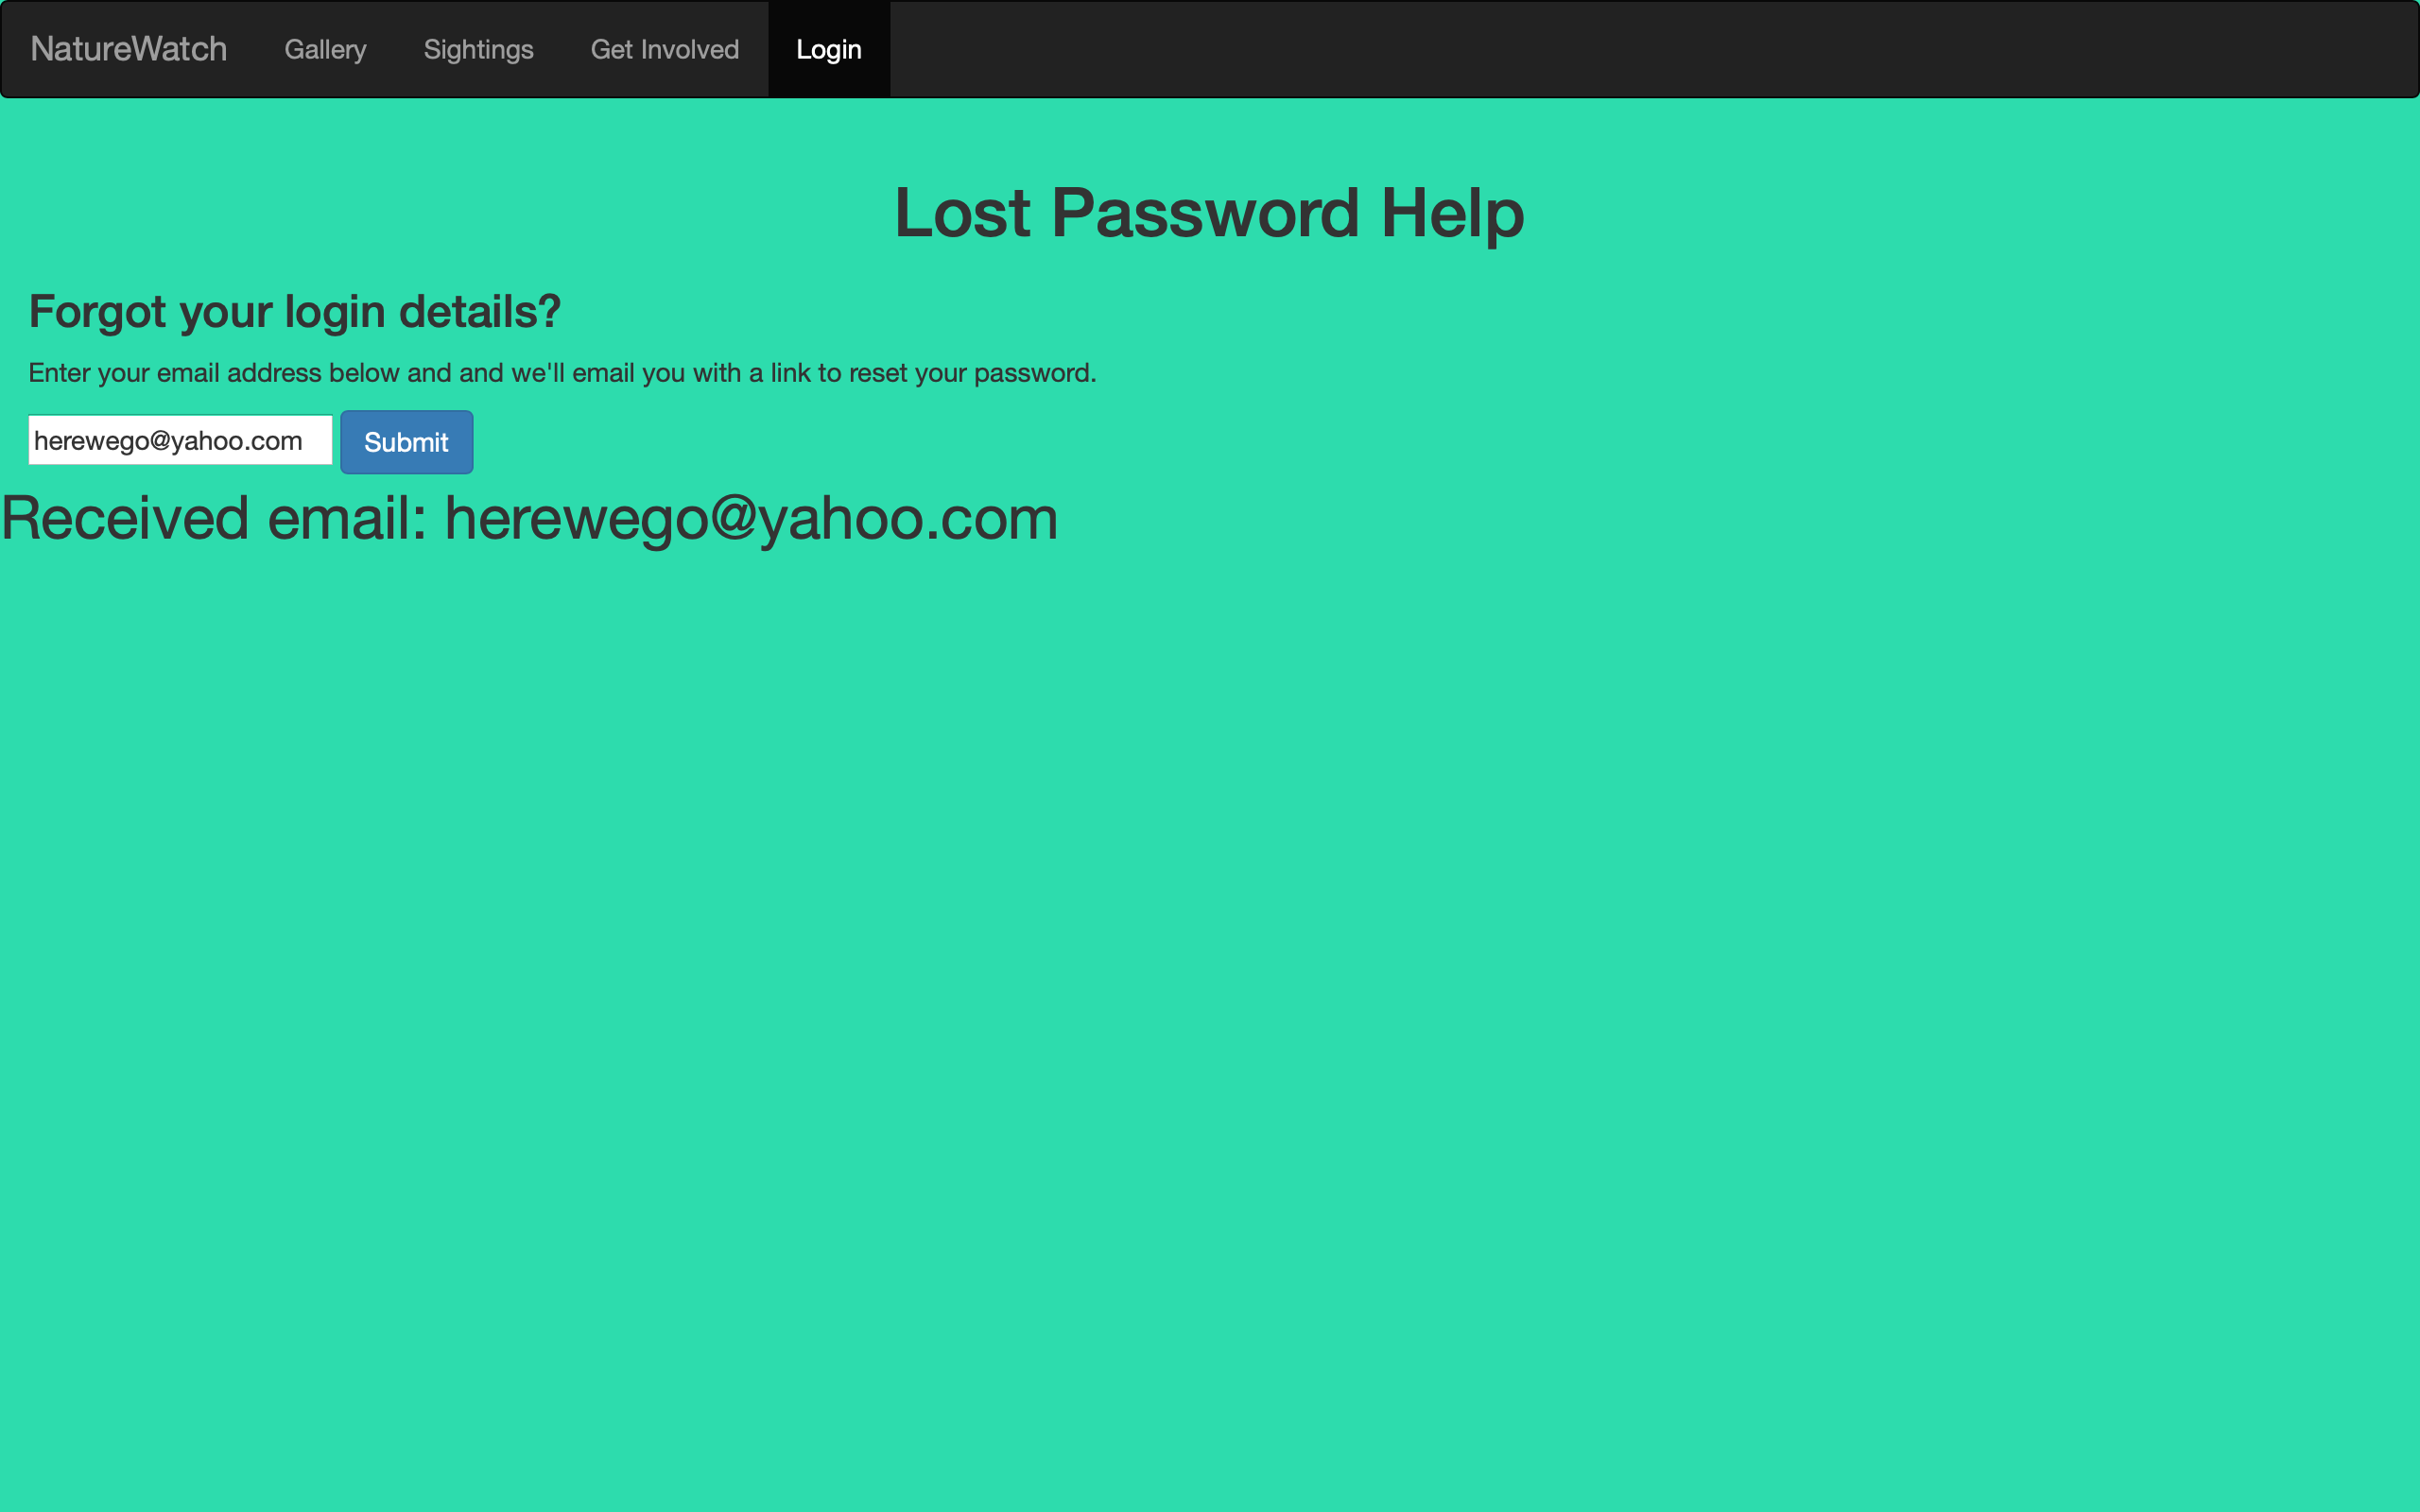 NatureWatch Gallery Sightings Get Involved Login
Lost Password Help
Forgot your login details?
Enter your email address below and and we'll email you with a link to reset your password.
herewego@yahoo.com Submit
Received email: herewego@yahoo.com